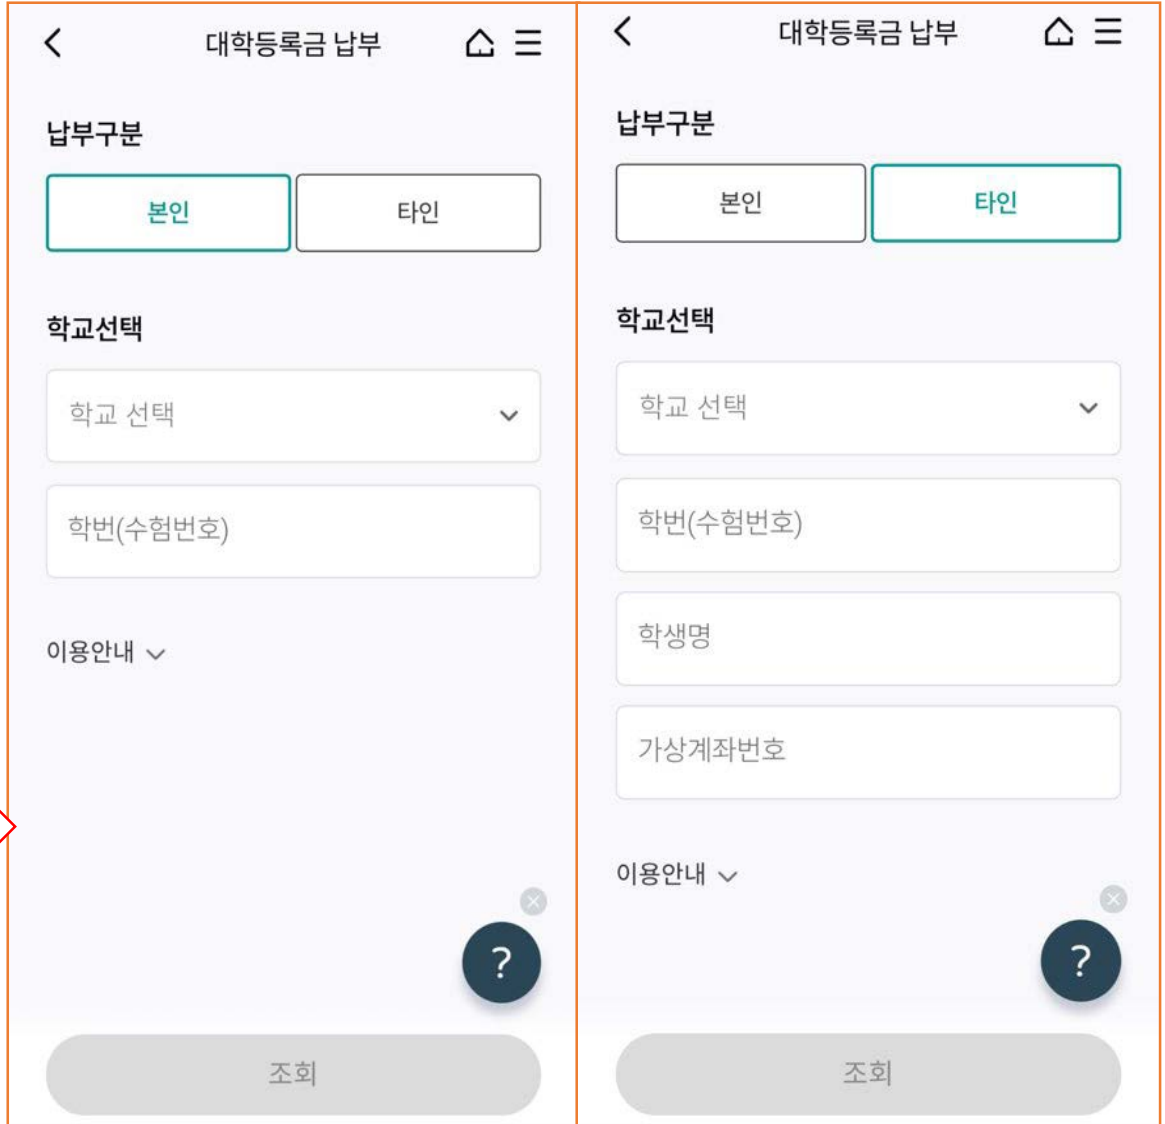 대학등록금 납부
납부구분
본인
타인
학교선택
학교 선택
학번(수험번호)
이용안내
?
조회
대학등록금 납부
납부구분
본인
타인
학교선택
학교 선택
학번(수험번호)
학생명
가상계좌번호
이용안내
?
조회